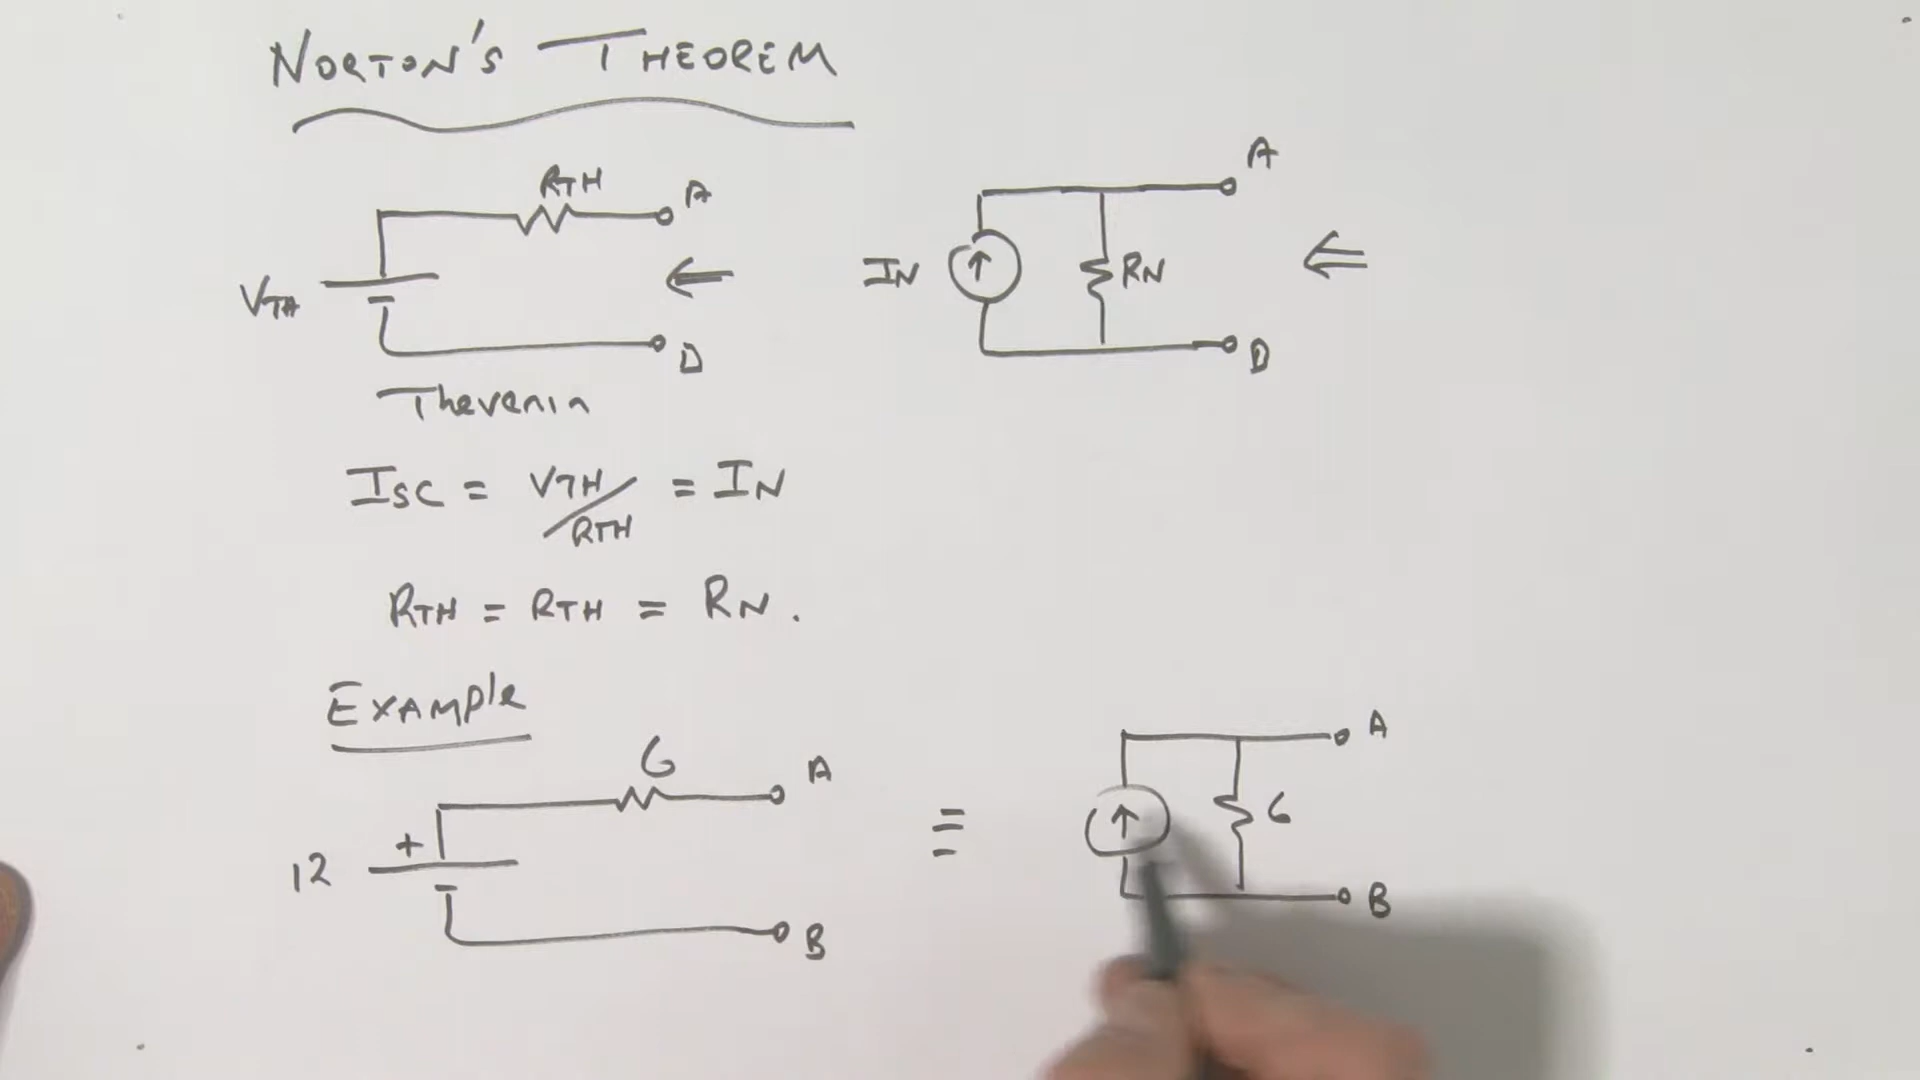 NORTON'S THEOREM
RTH
A
VTH
D
Thevenin
IN
RN
A
D
ISC = VTH/RTH = IN
RTH = RTH = RN.
EXAMPlE
6
A
+
12
B
≡
6
A
B